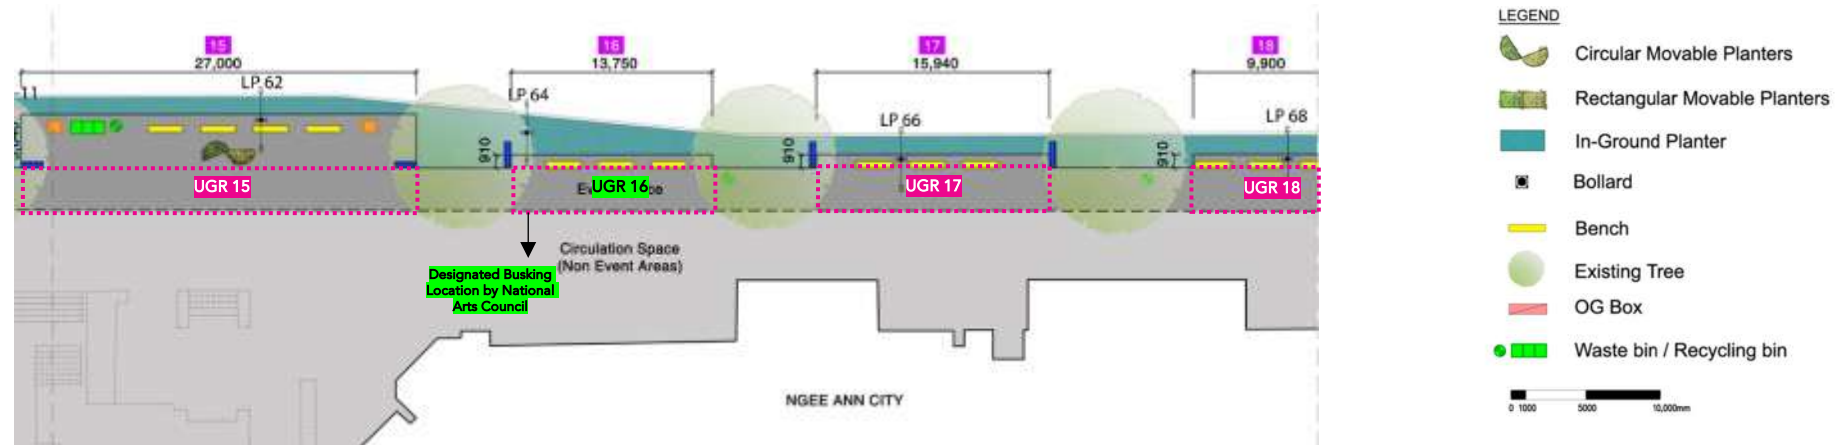 15
16
17
18
27,000
13,750
15,940
9,900
-11
LP 62
LP 64
LP 66
LP 68
910
910
910
UGR 15
UGR 16
UGR 17
UGR 18
Designated Busking
Location by National
Arts Council
Circulation Space
(Non Event Areas)
NGEE ANN CITY
LEGEND
Circular Movable Planters
Rectangular Movable Planters
In-Ground Planter
Bollard
Bench
Existing Tree
OG Box
Waste bin / Recycling bin
0 1000 5000 10,000mm